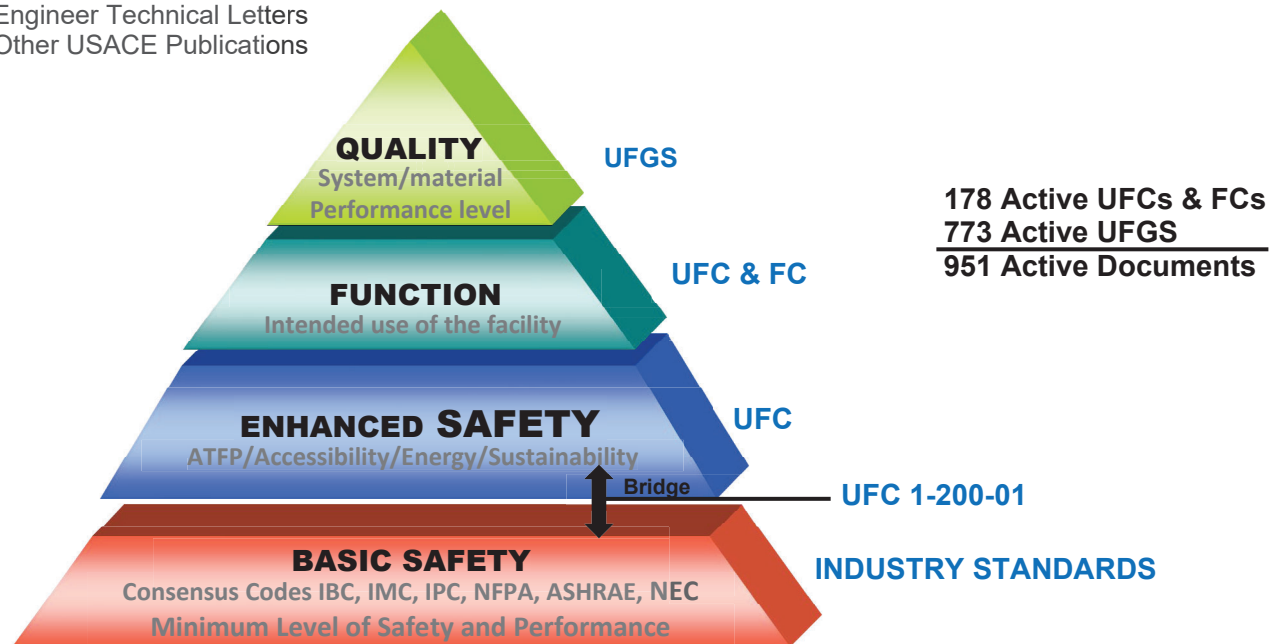 Engineer Technical Letters
Other USACE Publications
QUALITY
System/material
Performance level
UFGS
178 Active UFCs & FCs
773 Active UFGS
951 Active Documents
FUNCTION
Intended use of the facility
UFC & FC
ENHANCED SAFETY
ATFP/Accessibility/Energy/Sustainability
UFC
Bridge
UFC 1-200-01
BASIC SAFETY
Consensus Codes IBC, IMC, IPC, NFPA, ASHRAE, NEC
Minimum Level of Safety and Performance
INDUSTRY STANDARDS